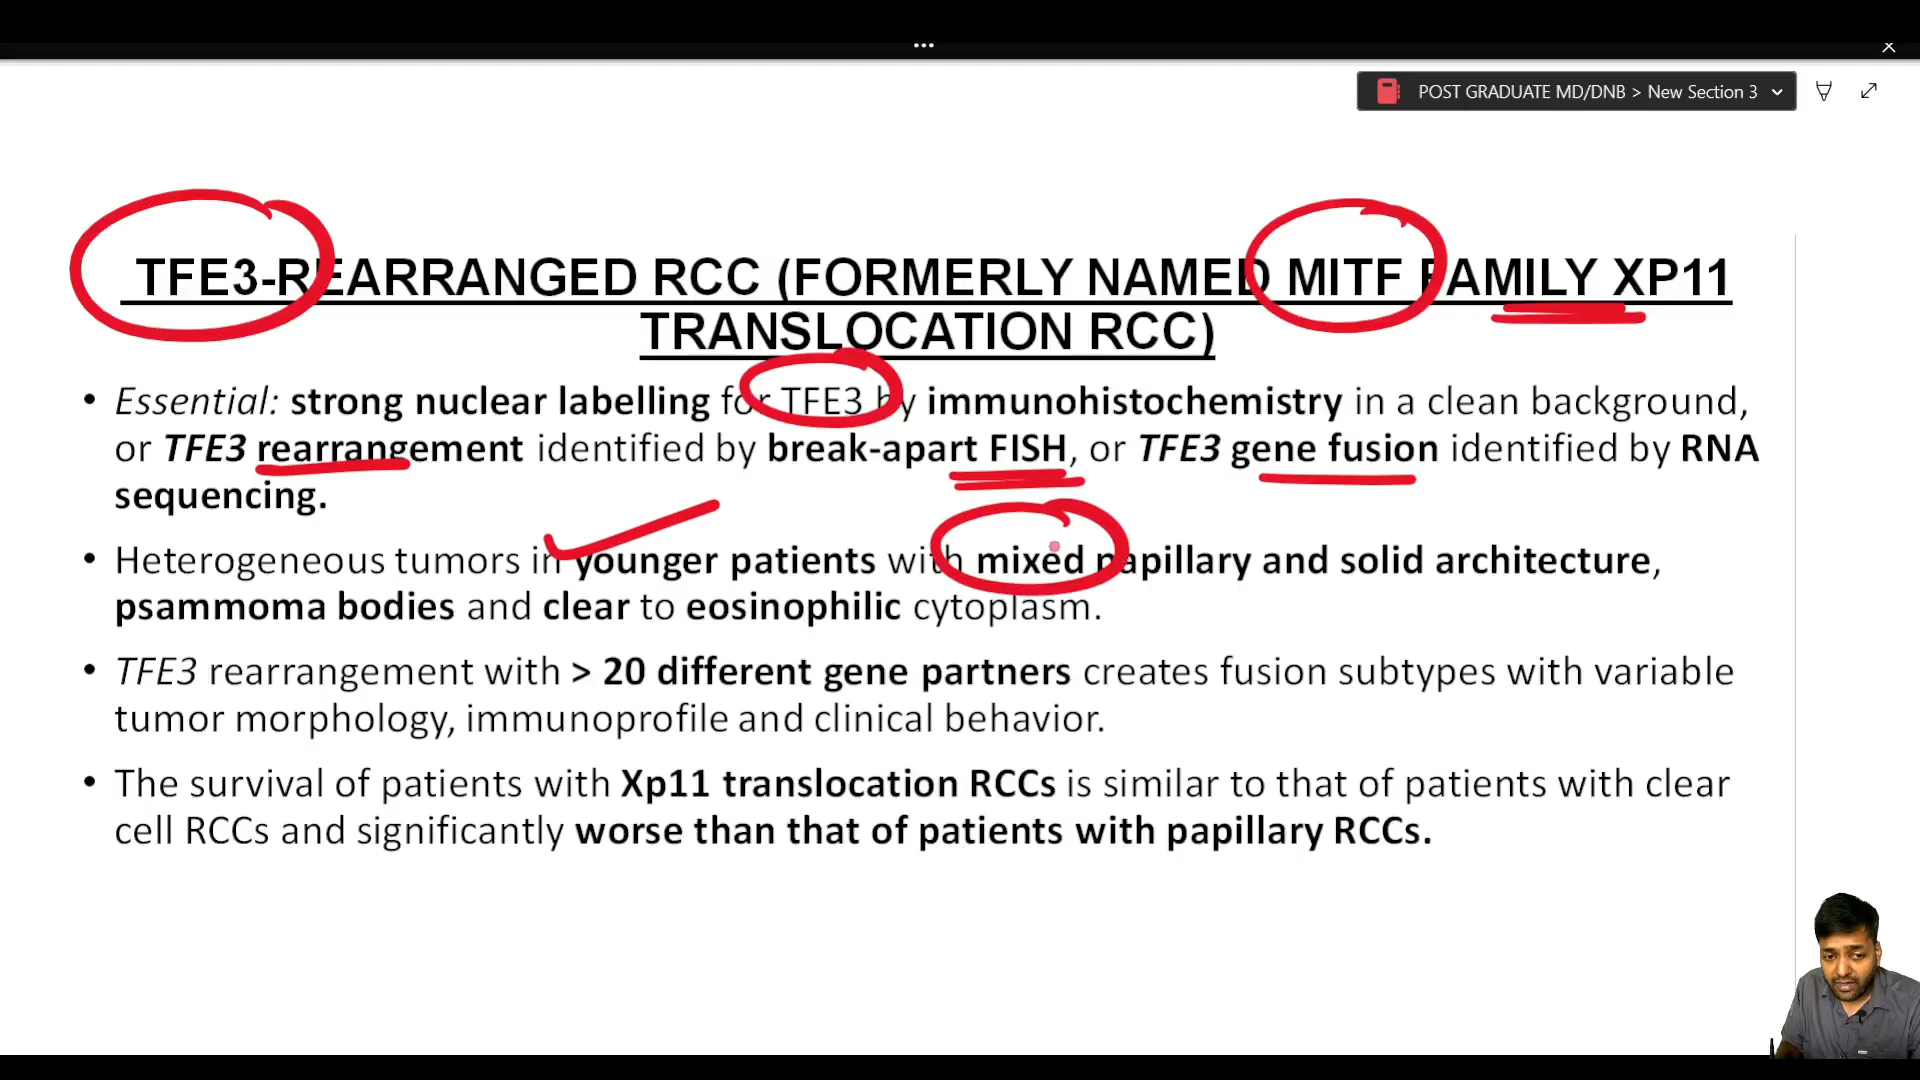 POST GRADUATE MD/DNB > New Section 3
TFE3-REARRANGED RCC (FORMERLY NAMED MITF FAMILY XP11
TRANSLOCATION RCC)
• Essential: strong nuclear labelling for TFE3 by immunohistochemistry in a clean background,
or TFE3 rearrangement identified by break-apart FISH, or TFE3 gene fusion identified by RNA
sequencing.
• Heterogeneous tumors in younger patients with mixed papillary and solid architecture,
psammoma bodies and clear to eosinophilic cytoplasm.
• TFE3 rearrangement with > 20 different gene partners creates fusion subtypes with variable
tumor morphology, immunoprofile and clinical behavior.
• The survival of patients with Xp11 translocation RCCs is similar to that of patients with clear
cell RCCs and significantly worse than that of patients with papillary RCCs.